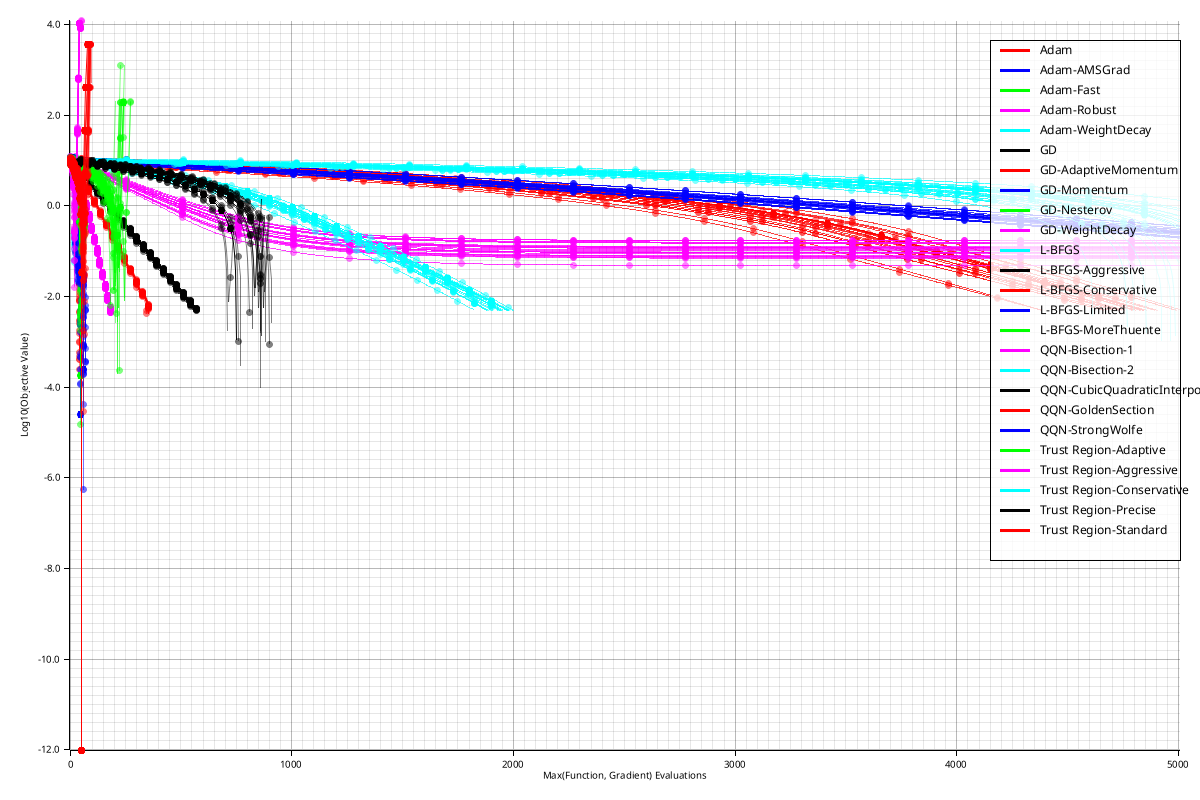 4.0
2.0
0.0
-2.0
-4.0
-6.0
-8.0
-10.0
-12.0
Log10(Objective Value)
0
1000
2000
3000
4000
5000
Max(Function, Gradient) Evaluations
Adam
Adam-AMSGrad
Adam-Fast
Adam-Robust
Adam-WeightDecay
GD
GD-AdaptiveMomentum
GD-Momentum
GD-Nesterov
GD-WeightDecay
L-BFGS
L-BFGS-Aggressive
L-BFGS-Conservative
L-BFGS-Limited
L-BFGS-MoreThuente
QQN-Bisection-1
QQN-Bisection-2
QQN-CubicQuadraticInterpo
QQN-GoldenSection
QQN-StrongWolfe
Trust Region-Adaptive
Trust Region-Aggressive
Trust Region-Conservative
Trust Region-Precise
Trust Region-Standard